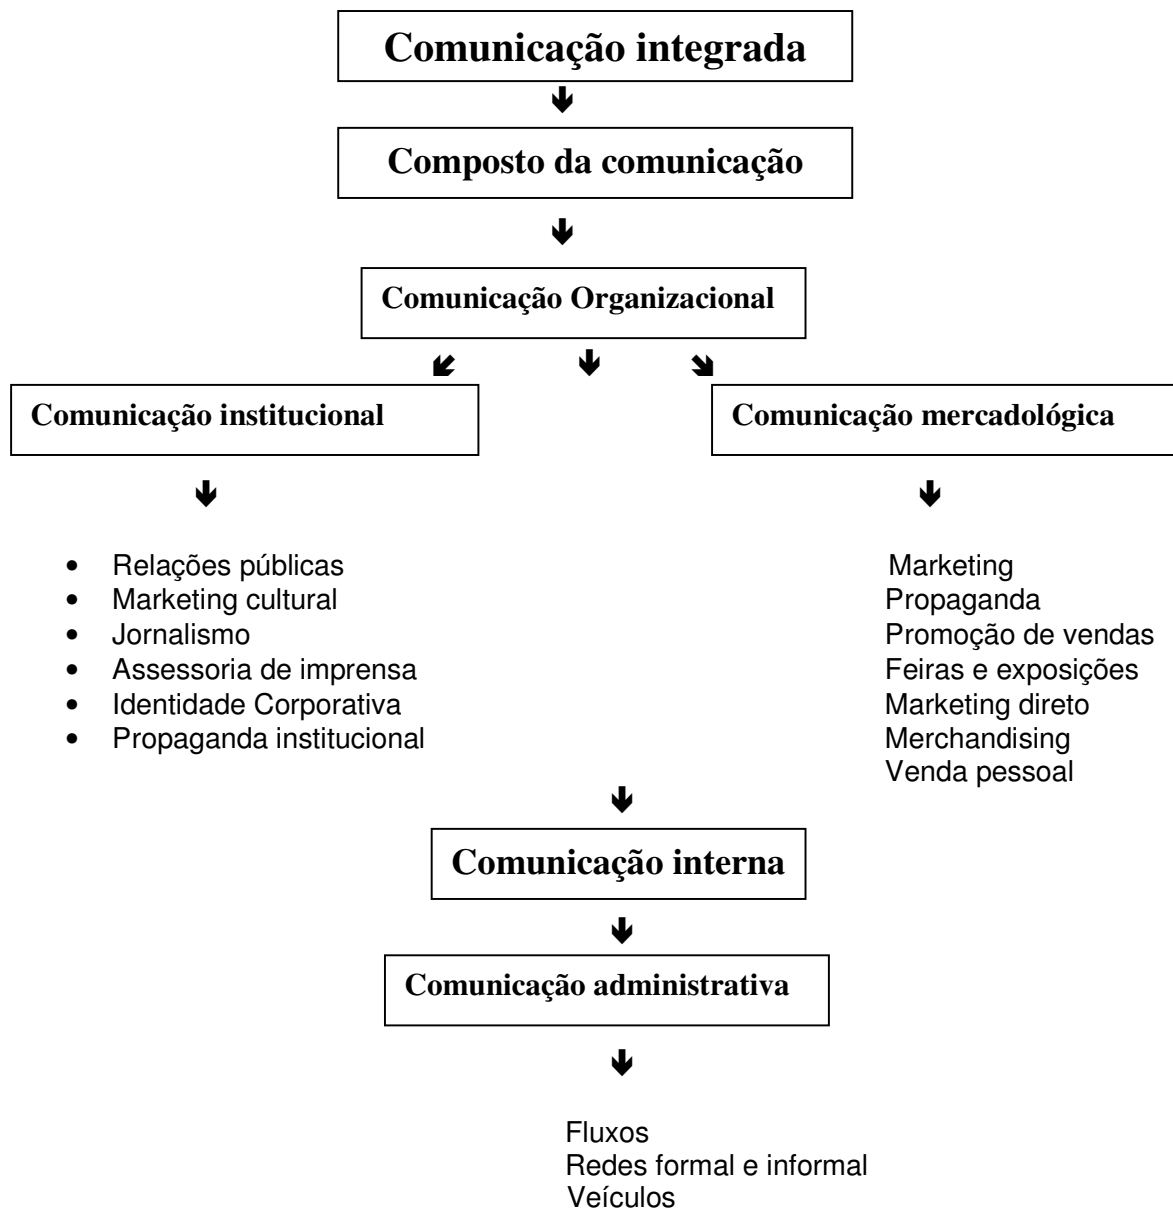 Comunicação integrada
Composto da comunicação
Comunicação Organizacional
Comunicação institucional
Comunicação mercadológica
• Relações públicas
• Marketing cultural
• Jornalismo
• Assessoria de imprensa
• Identidade Corporativa
• Propaganda institucional
Marketing
Propaganda
Promoção de vendas
Feiras e exposições
Marketing direto
Merchandising
Venda pessoal
Comunicação interna
Comunicação administrativa
Fluxos
Redes formal e informal
Veículos